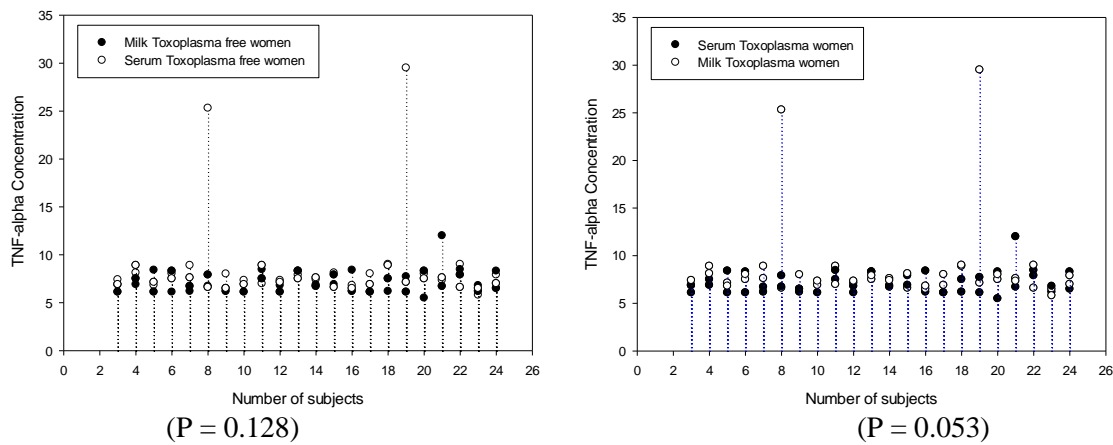 35
30
25
20
15
10
5
0
TNF-alpha Concentration
Milk Toxoplasma free women
Serum Toxoplasma free women
0 2 4 6 8 10 12 14 16 18 20 22 24 26
Number of subjects
(P = 0.128)
35
30
25
20
15
10
5
0
TNF-alpha Concentration
Serum Toxoplasma women
Milk Toxoplasma women
0 2 4 6 8 10 12 14 16 18 20 22 24 26
Number of subjects
(P = 0.053)